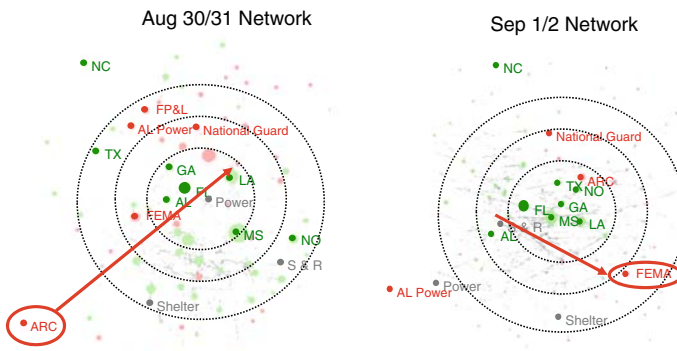 Aug 30/31 Network
NC
FP&L
AL Power
National Guard
TX
GA
FL
LA
AL
Power
FEMA
MS
NO
S & R
Shelter
ARC
Sep 1/2 Network
NC
National Guard
ARC
TX
NO
GA
FL
MS
LA
S & R
AL
FEMA
Power
AL Power
Shelter